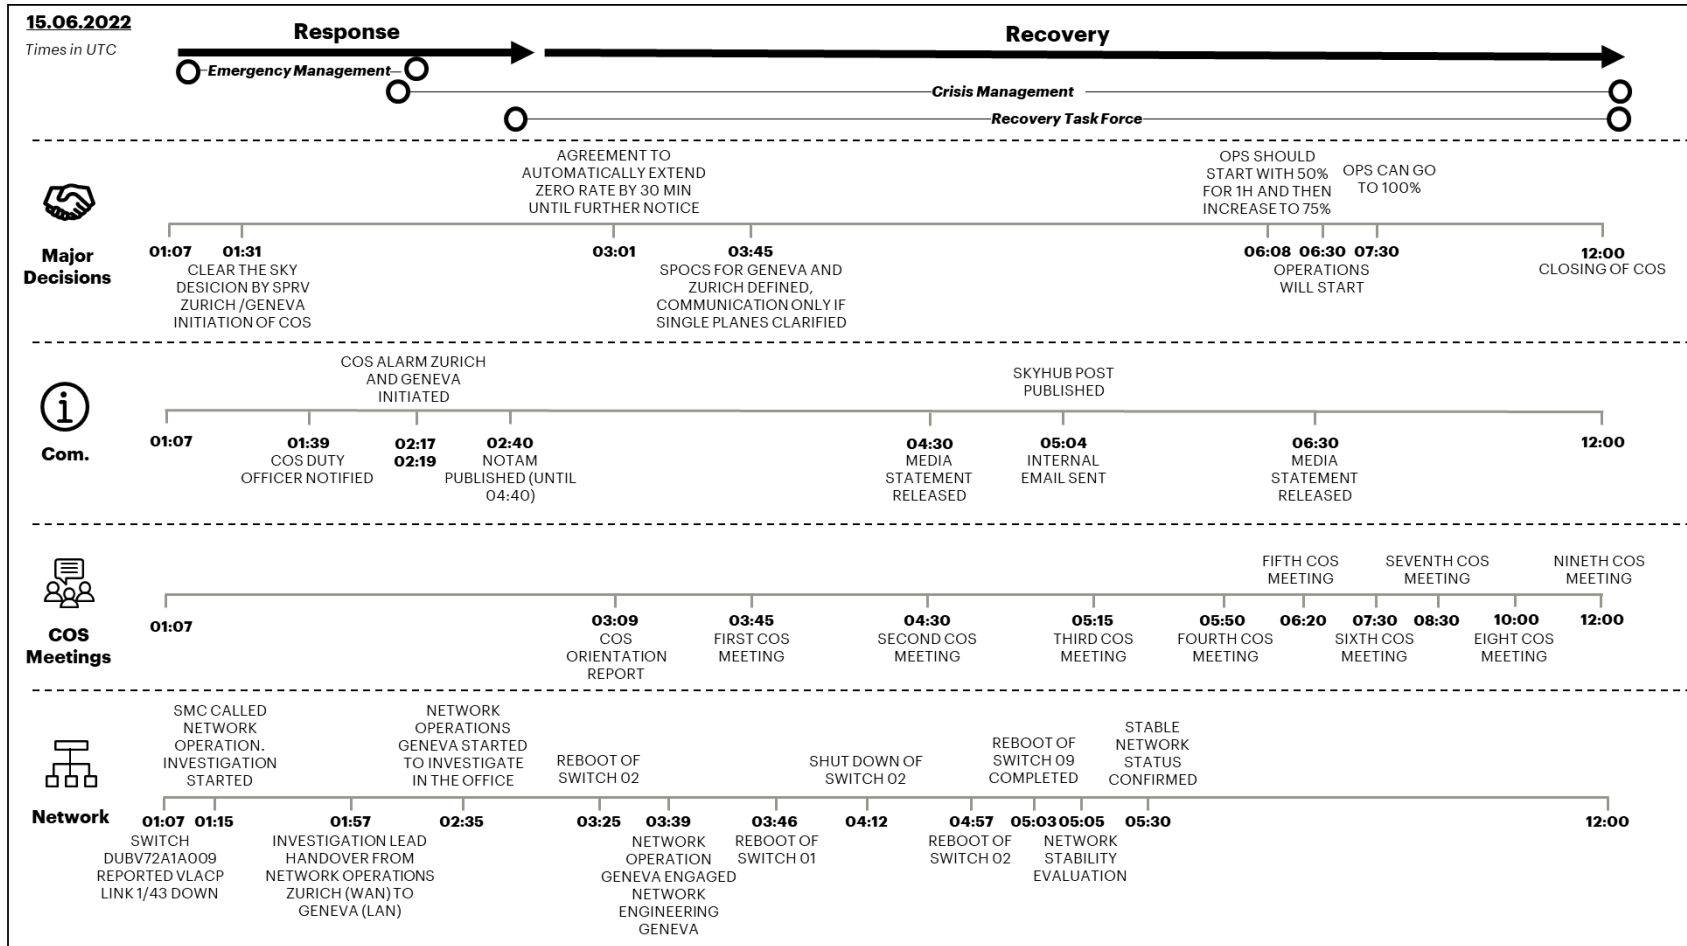 15.06.2022
Times in UTC
Response
Recovery
Emergency Management
Crisis Management
Recovery Task Force
Major
Decisions
AGREEMENT TO
AUTOMATICALLY EXTEND
ZERO RATE BY 30 MIN
UNTIL FURTHER NOTICE
OPS SHOULD
START WITH 50%
FOR 1H AND THEN
INCREASE TO 75%
OPS CAN GO
TO 100%
01:07
01:31
03:01
03:45
06:08
06:30
07:30
12:00
CLEAR THE SKY
DESICION BY SPRV
ZURICH /GENEVA
INITIATION OF COS
SPOCS FOR GENEVA AND
ZURICH DEFINED,
COMMUNICATION ONLY IF
SINGLE PLANES CLARIFIED
OPERATIONS
WILL START
CLOSING OF COS
Com.
COS ALARM ZURICH
AND GENEVA
INITIATED
SKYHUB POST
PUBLISHED
01:07
01:39
02:17
02:19
02:40
04:30
05:04
06:30
12:00
COS DUTY
OFFICER NOTIFIED
NOTAM
PUBLISHED (UNTIL
04:40)
MEDIA
STATEMENT
RELEASED
INTERNAL
EMAIL SENT
MEDIA
STATEMENT
RELEASED
COS
Meetings
FIFTH COS
MEETING
SEVENTH COS
MEETING
NINETH COS
MEETING
01:07
03:09
03:45
04:30
05:15
05:50
06:20
07:30
08:30
10:00
12:00
COS
ORIENTATION
REPORT
FIRST COS
MEETING
SECOND COS
MEETING
THIRD COS
MEETING
FOURTH COS
MEETING
SIXTH COS
MEETING
EIGHT COS
MEETING
Network
SMC CALLED
NETWORK
OPERATION.
INVESTIGATION
STARTED
NETWORK
OPERATIONS
GENEVA STARTED
TO INVESTIGATE
IN THE OFFICE
REBOOT OF
SWITCH 02
SHUT DOWN OF
SWITCH 02
REBOOT OF
SWITCH 09
COMPLETED
STABLE
NETWORK
STATUS
CONFIRMED
01:07
01:15
01:57
02:35
03:25
03:39
03:46
04:12
04:57
05:03
05:05
05:30
12:00
SWITCH
DUBV72A1A009
REPORTED VLACP
LINK 1/43 DOWN
INVESTIGATION LEAD
HANDOVER FROM
NETWORK OPERATIONS
ZURICH (WAN) TO
GENEVA (LAN)
NETWORK
OPERATION
GENEVA ENGAGED
NETWORK
ENGINEERING
GENEVA
REBOOT OF
SWITCH 01
REBOOT OF
SWITCH 02
NETWORK
STABILITY
EVALUATION